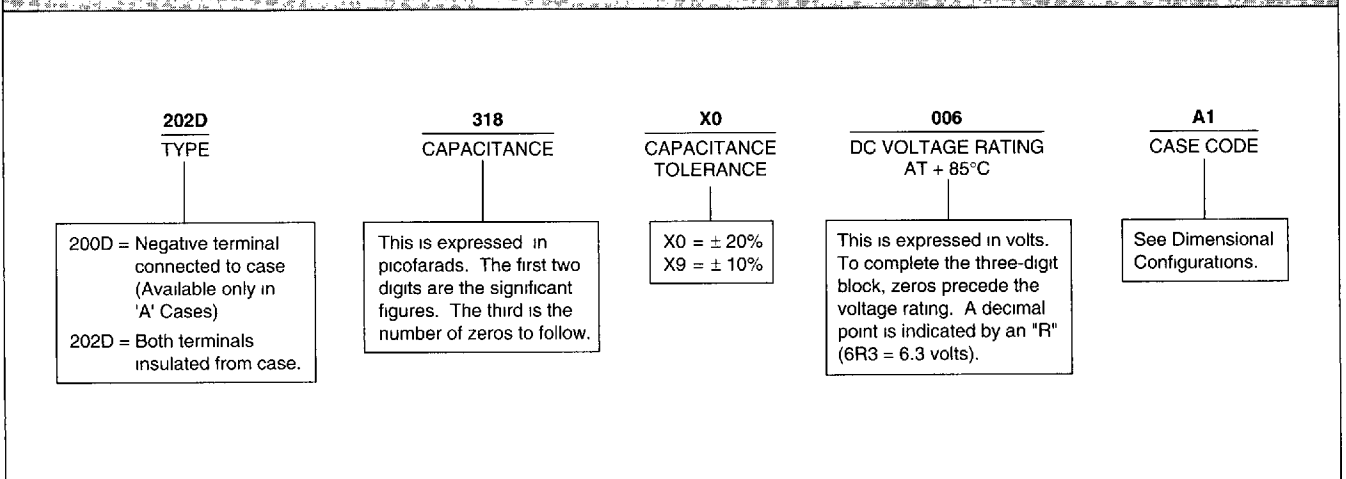 202D
TYPE
200D = Negative terminal
connected to case
(Available only in
'A' Cases)
202D = Both terminals
insulated from case.
318
CAPACITANCE
This is expressed in
picofarads. The first two
digits are the significant
figures. The third is the
number of zeros to follow.
X0
CAPACITANCE
TOLERANCE
X0 = ± 20%
X9 = ± 10%
006
DC VOLTAGE RATING
AT + 85°C
This is expressed in volts.
To complete the three-digit
block, zeros precede the
voltage rating. A decimal
point is indicated by an "R"
(6R3 = 6.3 volts).
A1
CASE CODE
See Dimensional
Configurations.